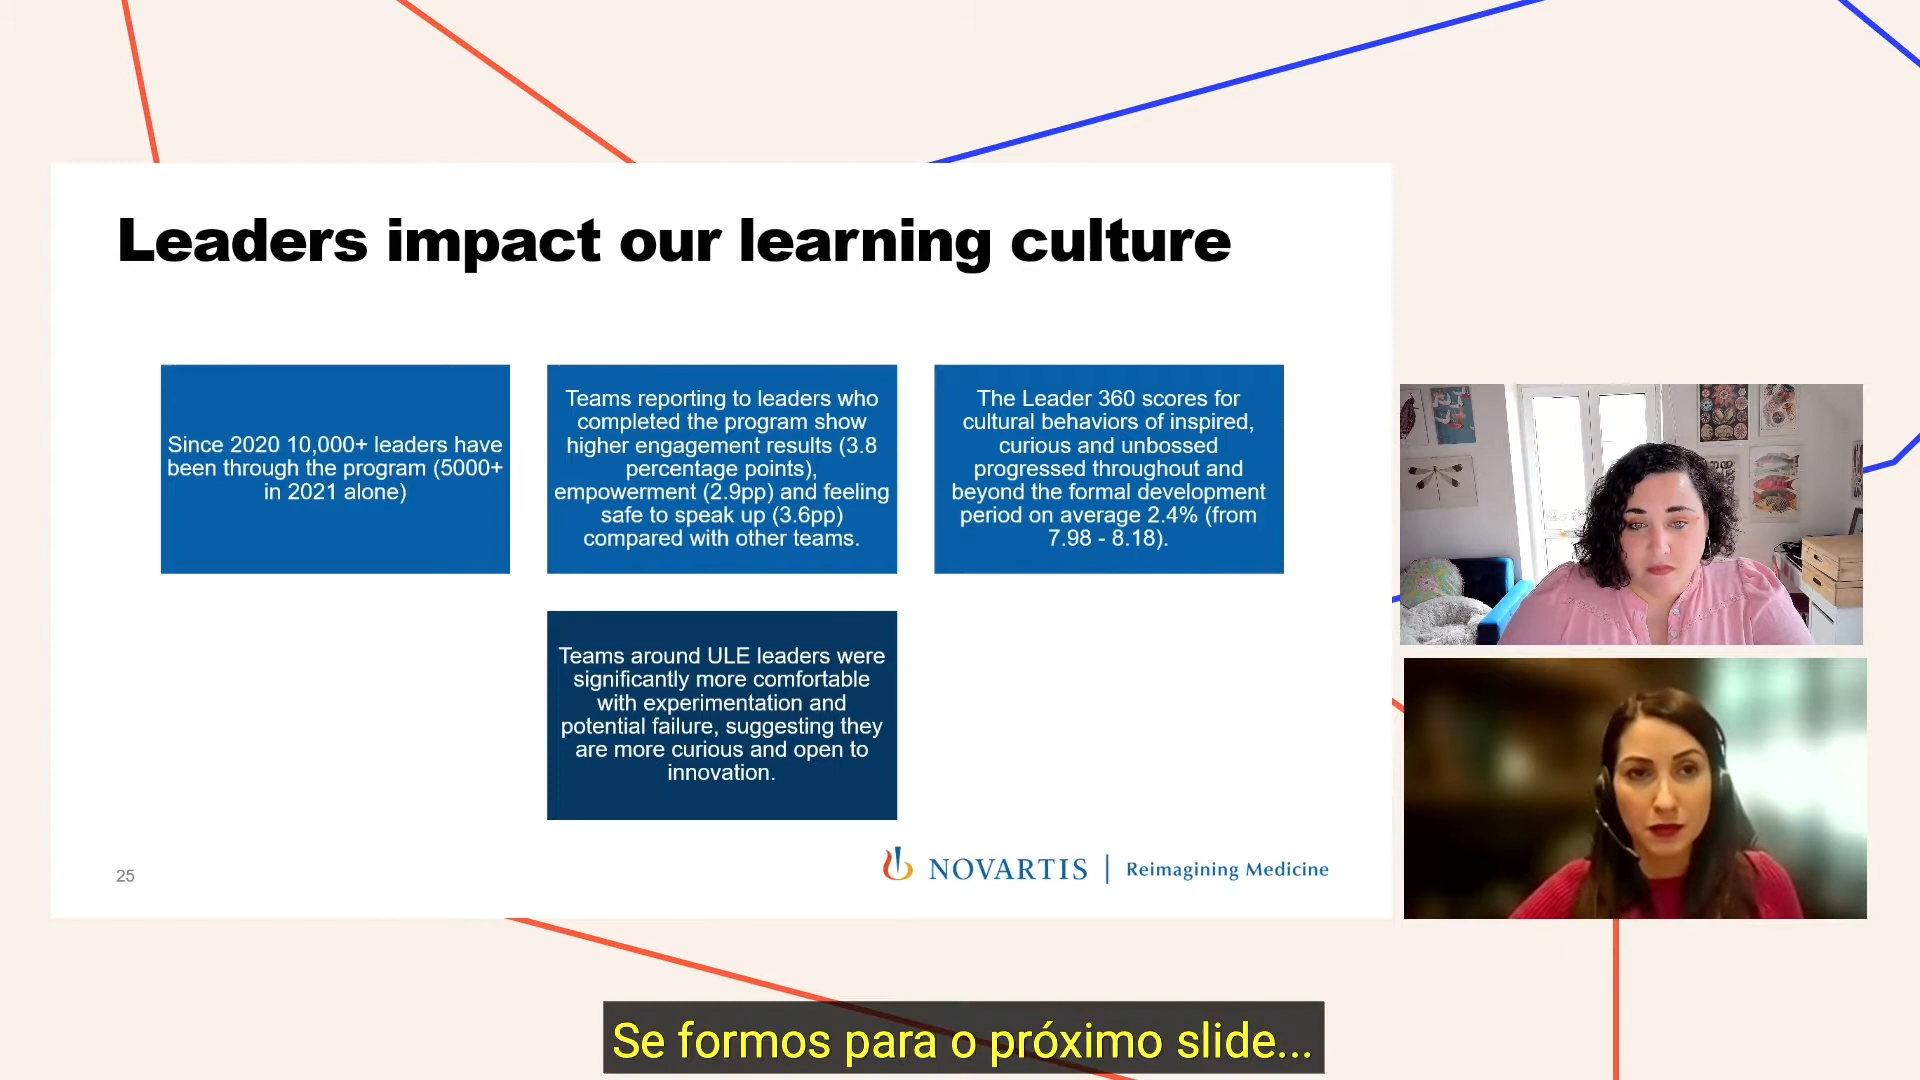 Leaders impact our learning culture
Since 2020 10,000+ leaders have
been through the program (5000+
in 2021 alone)
Teams reporting to leaders who
completed the program show
higher engagement results (3.8
percentage points),
empowerment (2.9pp) and feeling
safe to speak up (3.6pp)
compared with other teams.
The Leader 360 scores for
cultural behaviors of inspired,
curious and unbossed
progressed throughout and
beyond the formal development
period on average 2.4% (from
7.98 - 8.18).
Teams around ULE leaders were
significantly more comfortable
with experimentation and
potential failure, suggesting they
are more curious and open to
innovation.
25
NOVARTIS | Reimagining Medicine
Se formos para o próximo slide...